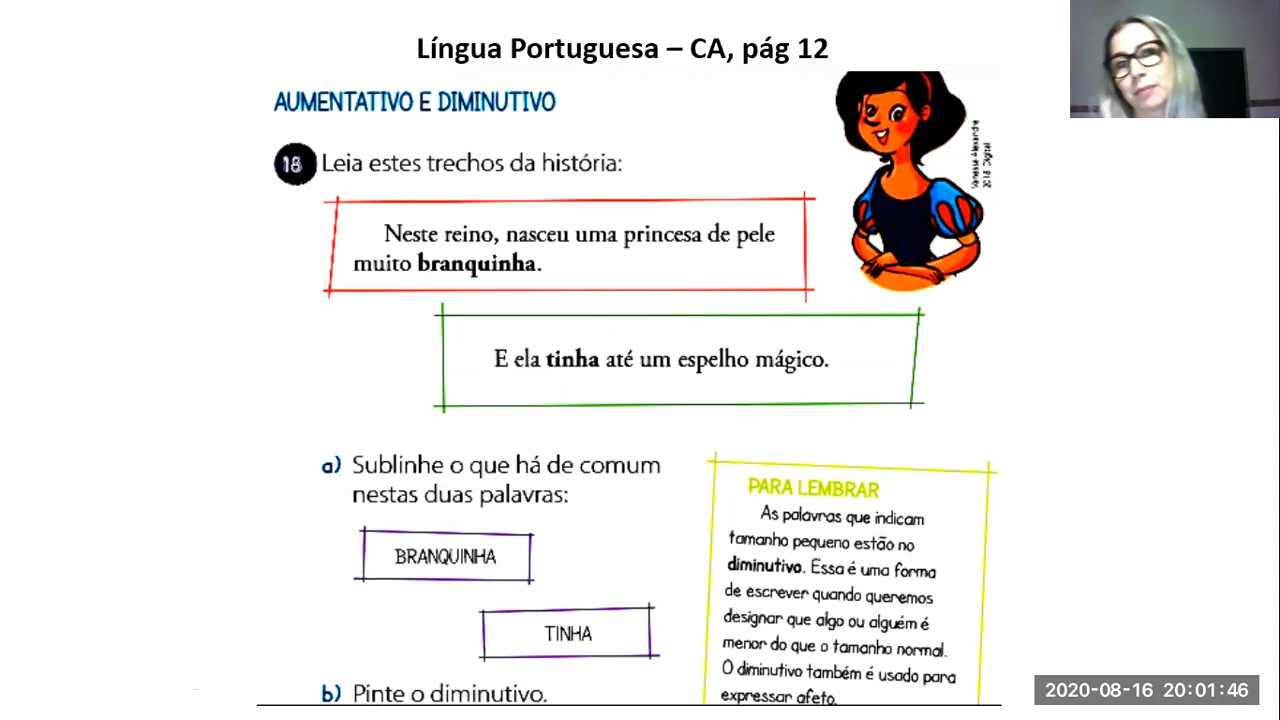 Língua Portuguesa – CA, pág 12
AUMENTATIVO E DIMINUTIVO
18 Leia estes trechos da história:
Neste reino, nasceu uma princesa de pele
muito branquinha.
E ela tinha até um espelho mágico.
a) Sublinhe o que há de comum
nestas duas palavras:
BRANQUINHA
TINHA
b) Pinte o diminutivo.
PARA LEMBRAR
As palavras que indicam
tamanho pequeno estão no
diminutivo. Essa é uma forma
de escrever quando queremos
designar que algo ou alguém é
menor do que o tamanho normal.
O diminutivo também é usado para
expressar afeto.
2020-08-16 20:01:46